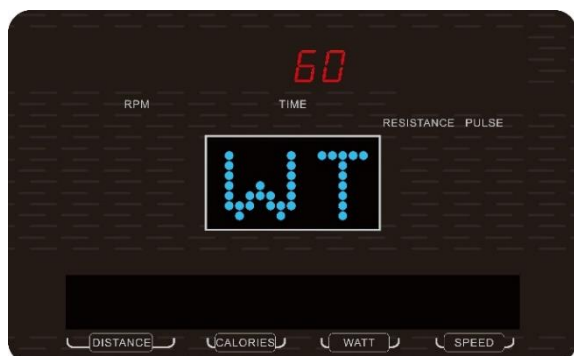 60
RPM TIME
RESISTANCE PULSE
WT
DISTANCE CALORIES WATT SPEED